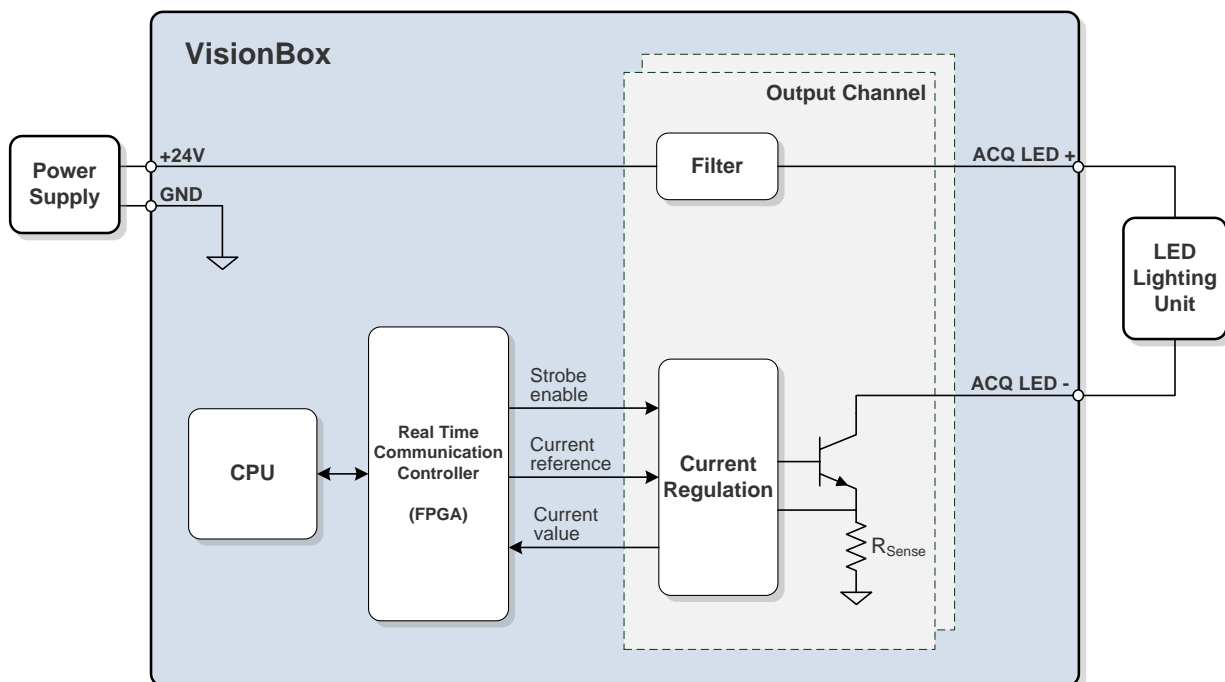 VisionBox
Output Channel
Power
Supply
+24V
GND
Filter
ACQ LED +
LED
Lighting
Unit
ACQ LED -
CPU
Real Time
Communication
Controller
(FPGA)
Strobe
enable
Current
reference
Current
value
Current
Regulation
RSense